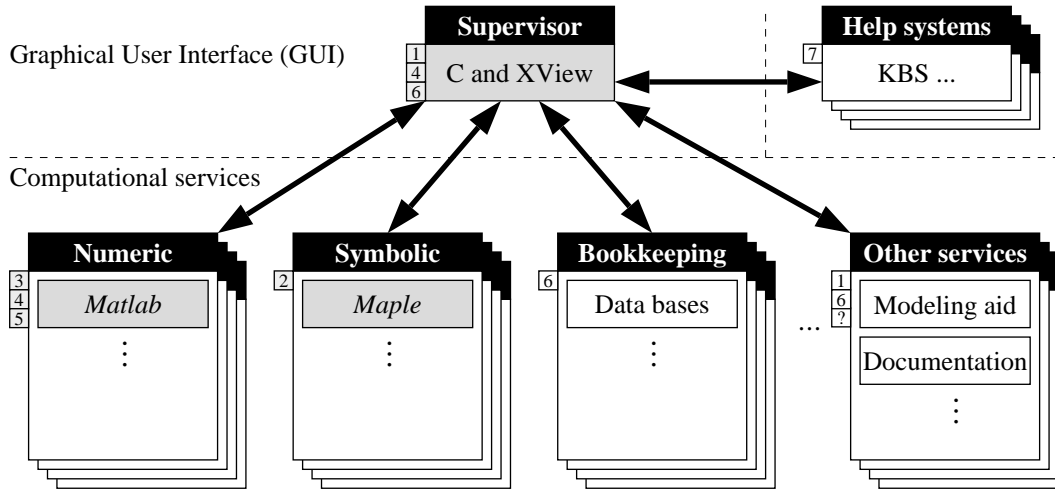 Supervisor
Help systems
Graphical User Interface (GUI)
1
4
6
C and XView
7
KBS ...
Computational services
Numeric
3
4
5
Matlab
⋮
Symbolic
2
Maple
⋮
Bookkeeping
6
Data bases
⋮
...
Other services
1
6
?
Modeling aid
Documentation
⋮